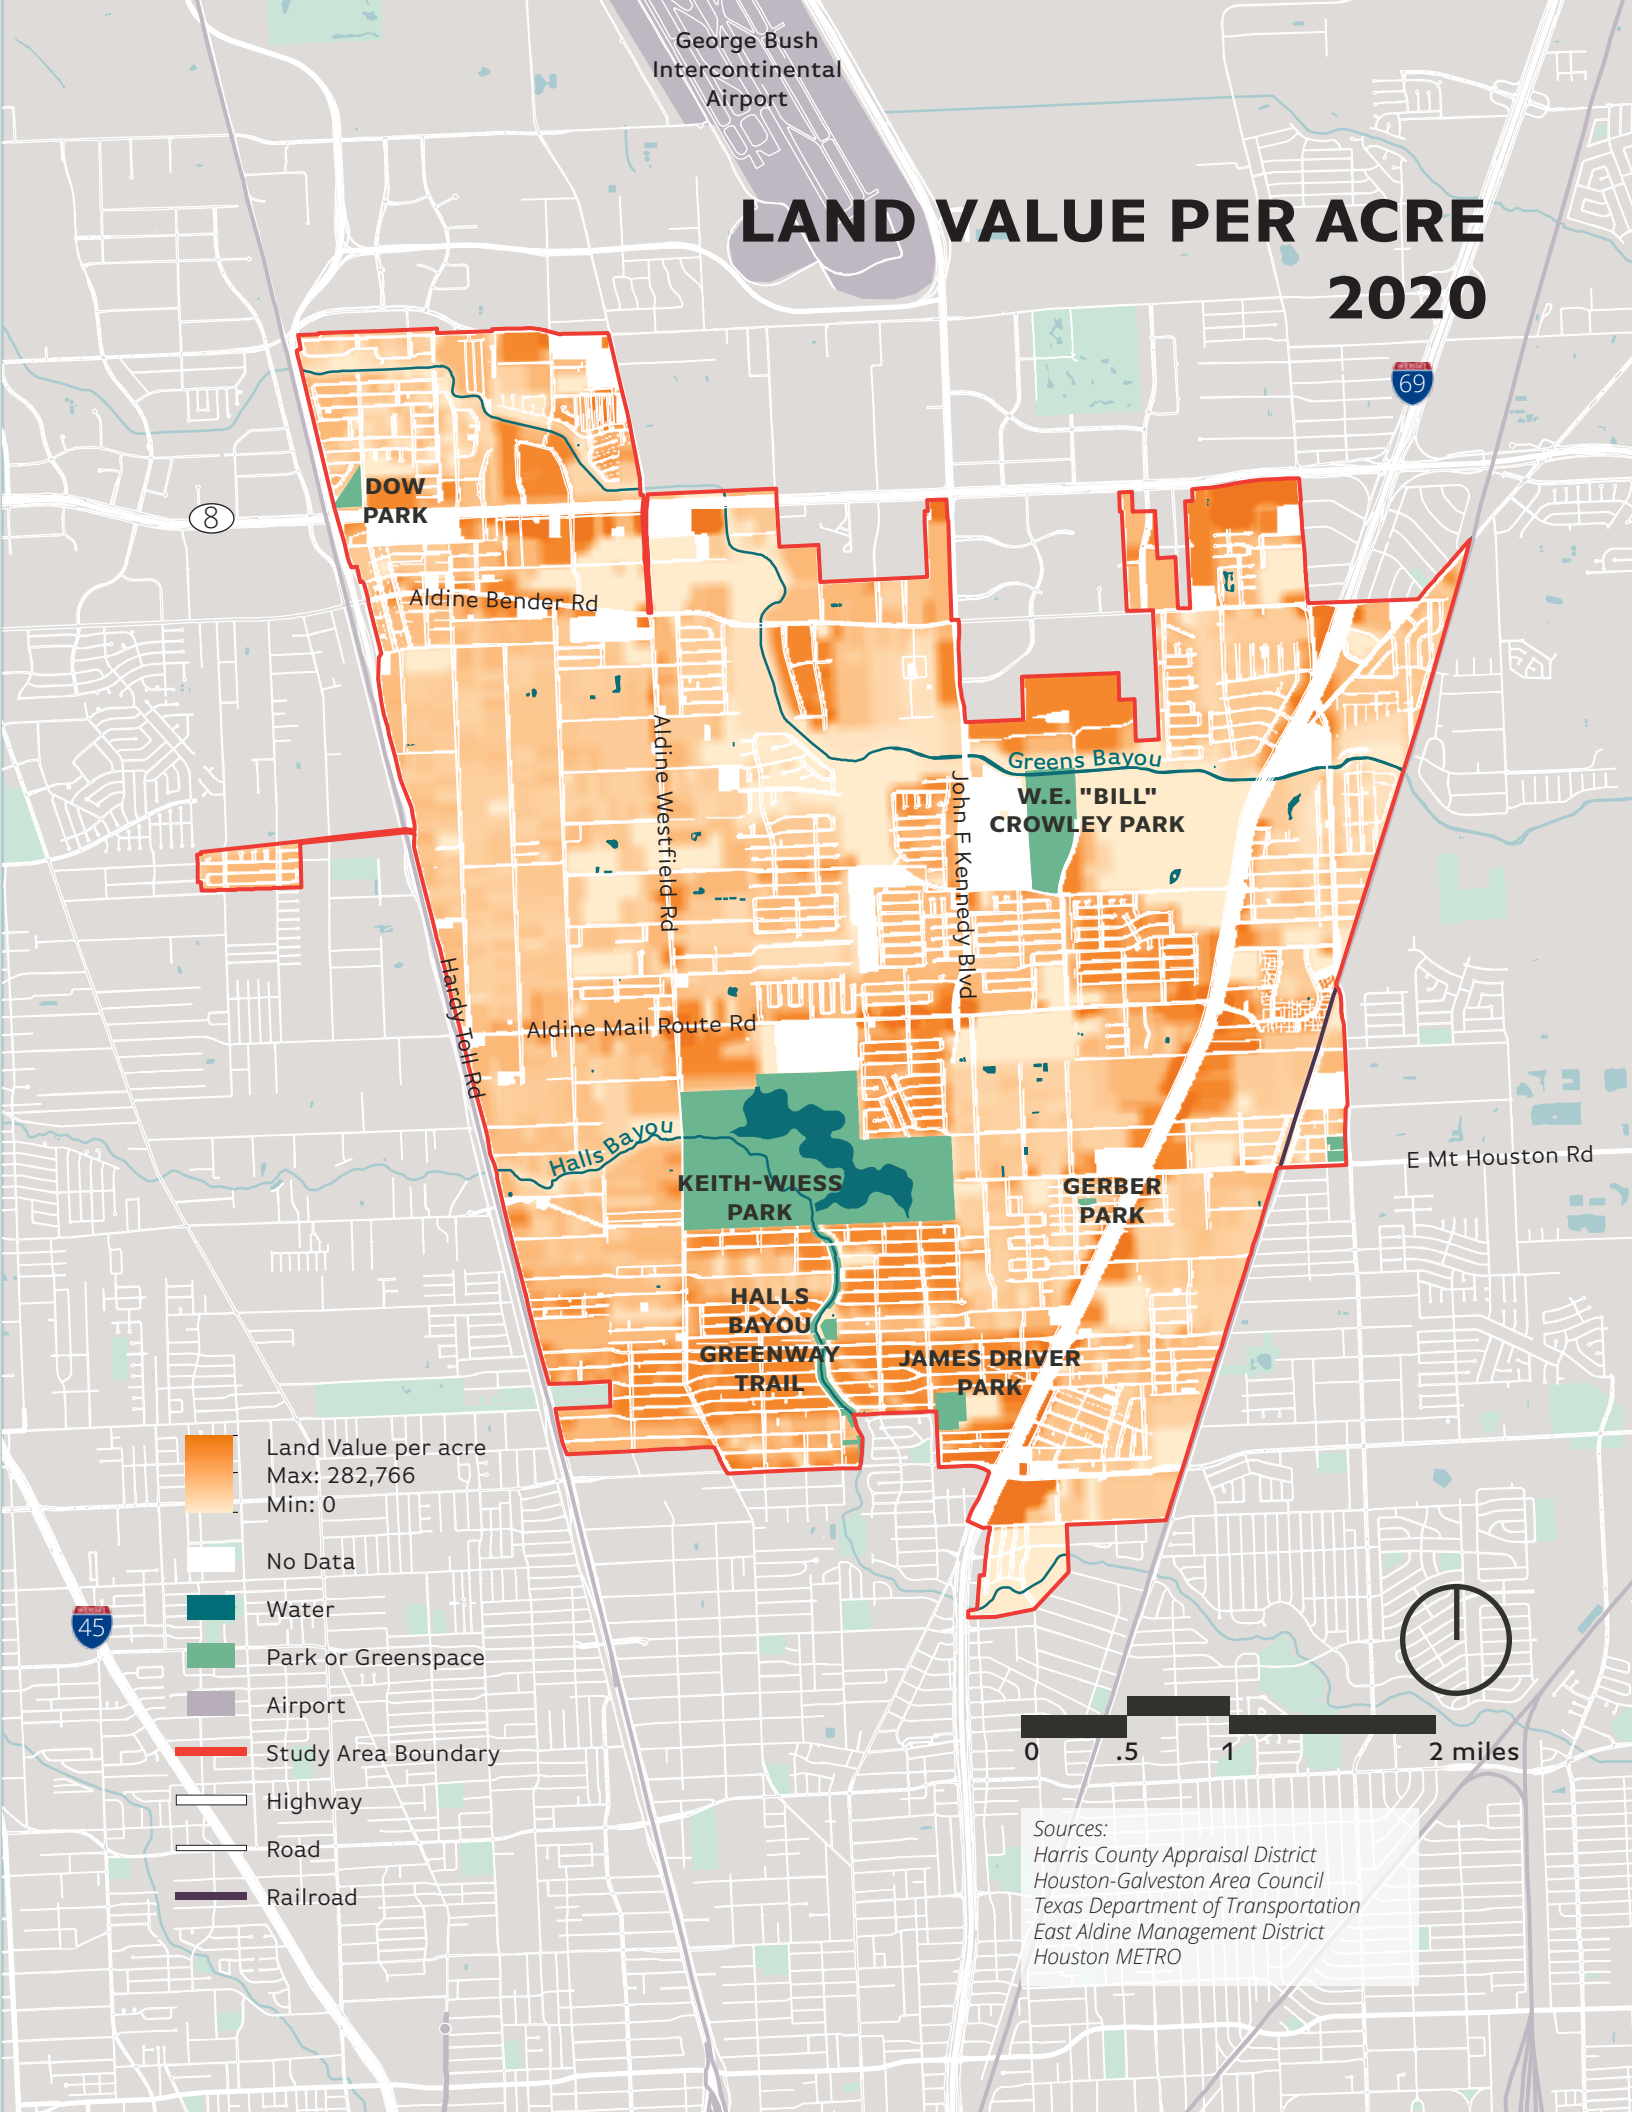 George Bush
Intercontinental
Airport
LAND VALUE PER ACRE
2020
69
DOW
PARK
8
Aldine Bender Rd
Aldine Westfield Rd
Greens Bayou
John F Kennedy Blvd
W.E. "BILL"
CROWLEY PARK
Hardy Toll Rd
Aldine Mail Route Rd
Halls Bayou
E Mt Houston Rd
KEITH-WIESS
PARK
GERBER
PARK
HALLS
BAYOU
GREENWAY
TRAIL
JAMES DRIVER
PARK
Land Value per acre
Max: 282,766
Min: 0
No Data
Water
45
Park or Greenspace
Airport
Study Area Boundary
Highway
Road
Railroad
0 .5 1 2 miles
Sources:
Harris County Appraisal District
Houston-Galveston Area Council
Texas Department of Transportation
East Aldine Management District
Houston METRO